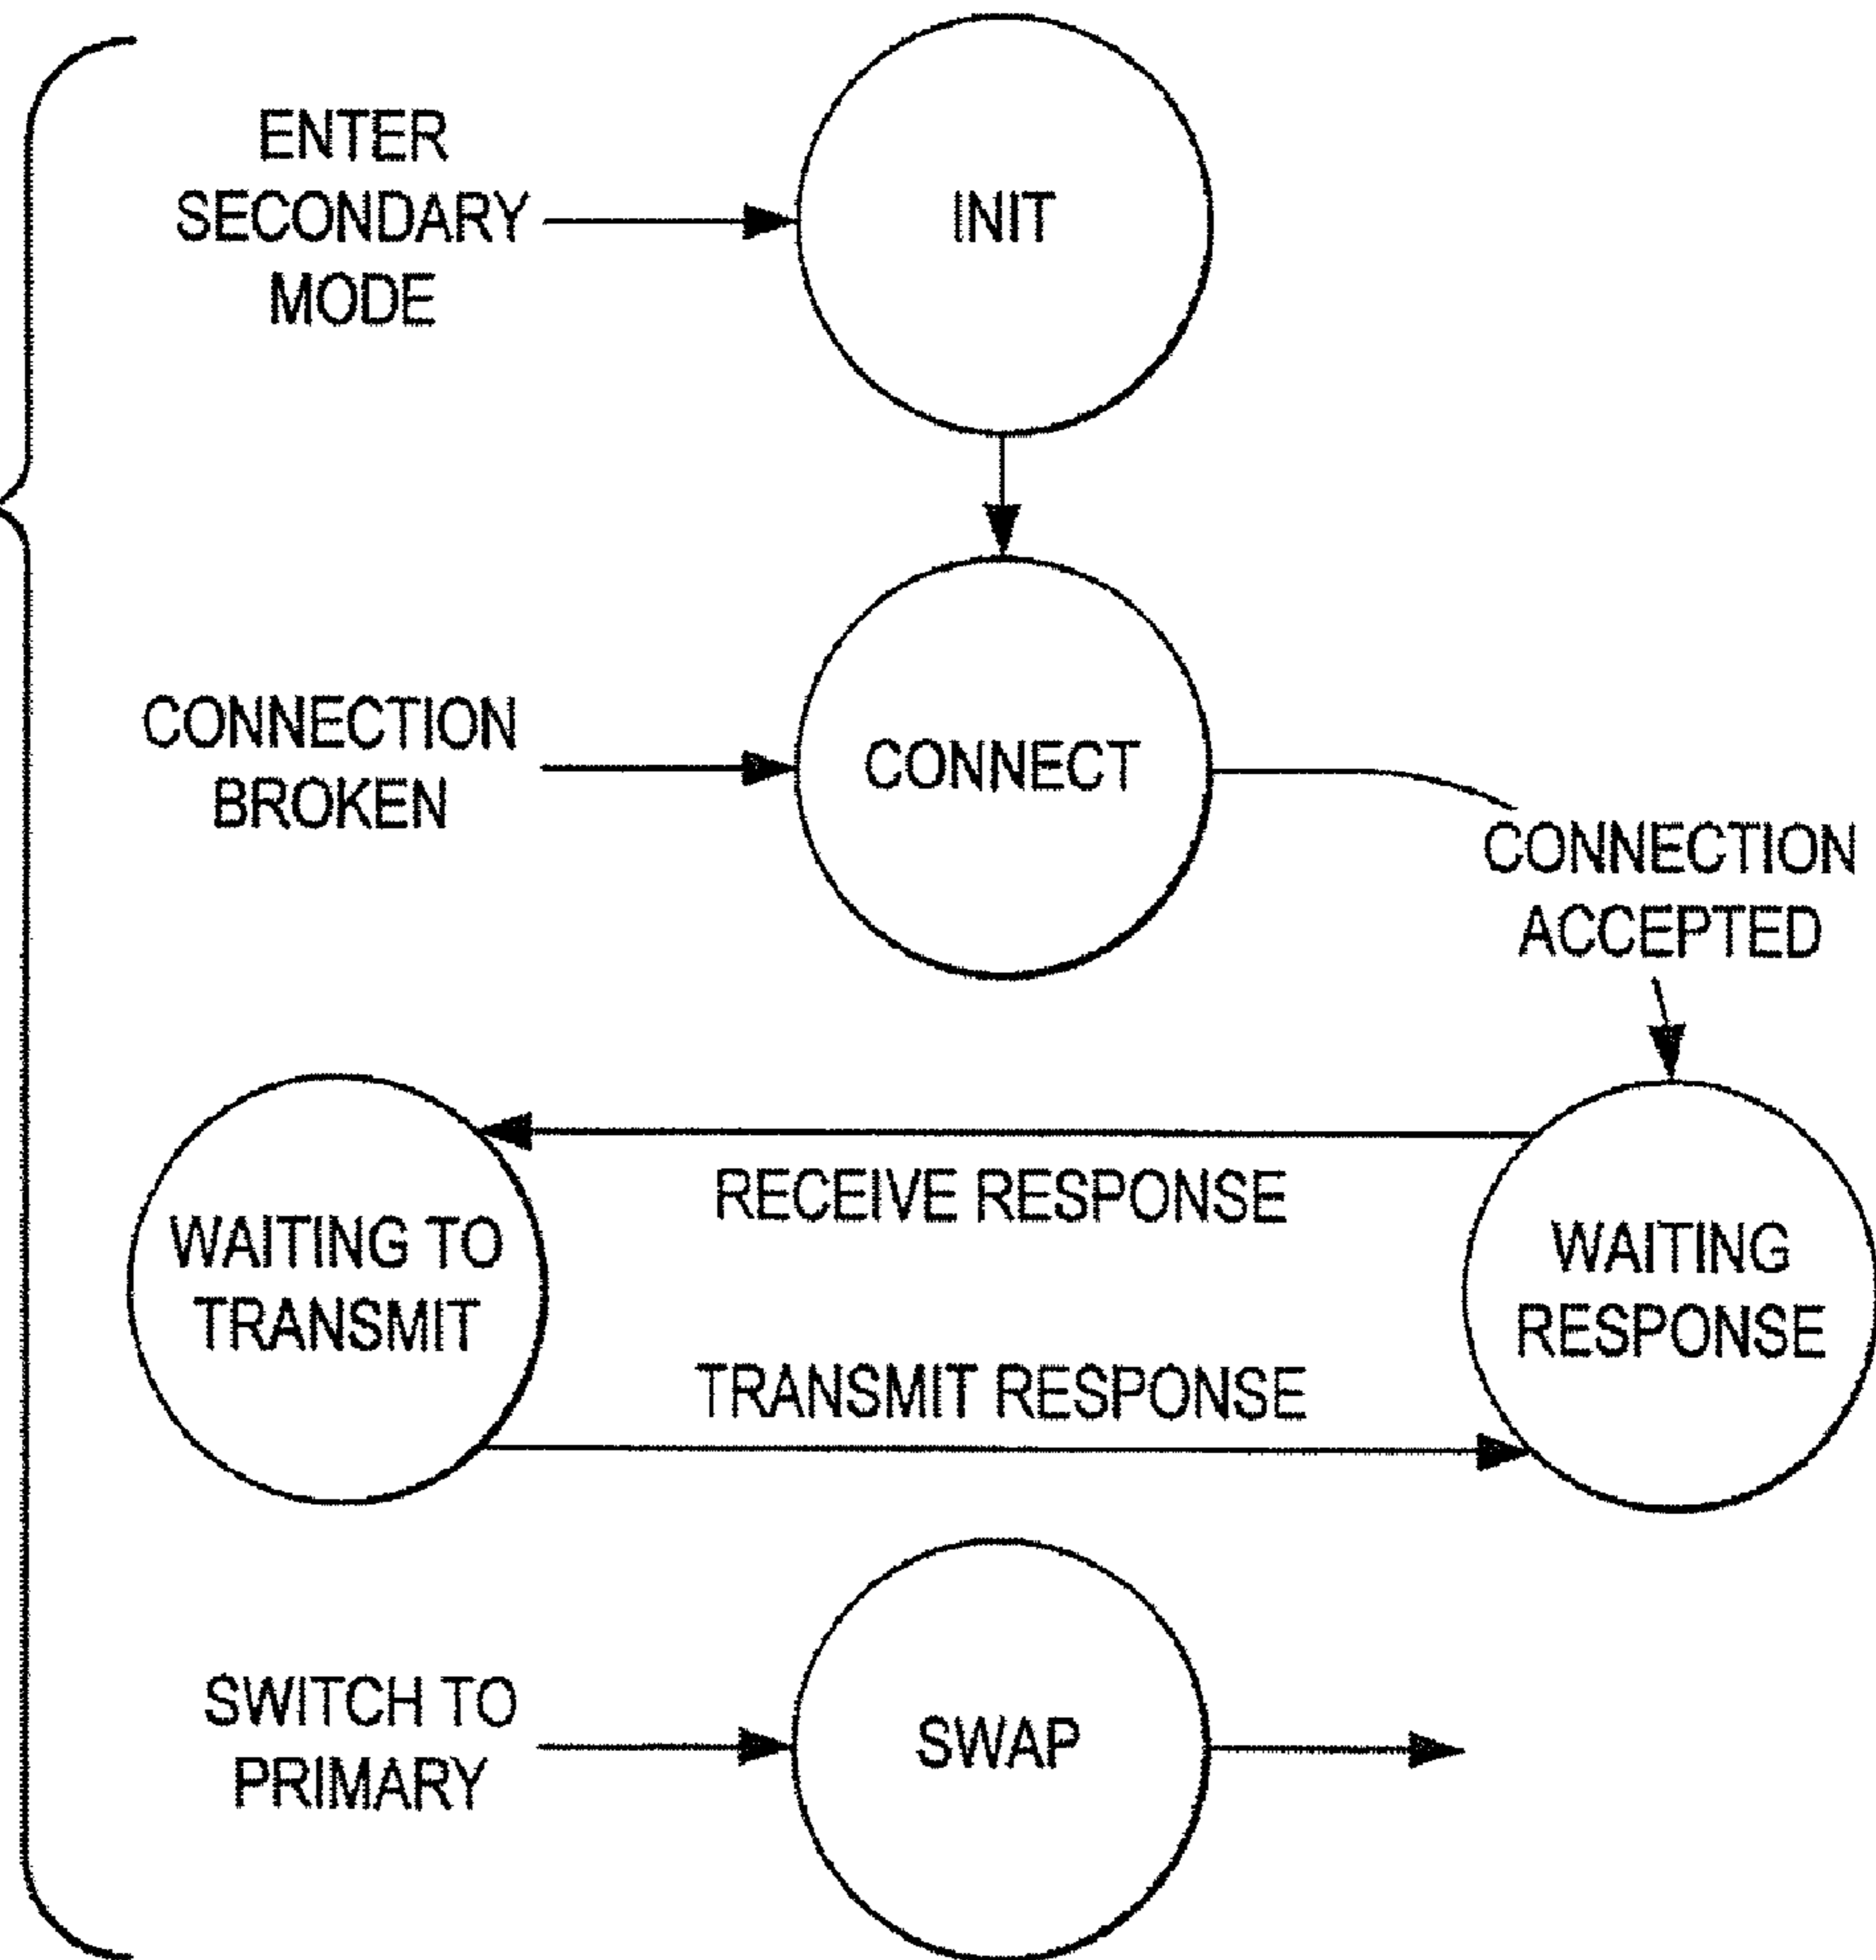 ENTER
SECONDARY
MODE
INIT
CONNECTION
BROKEN
CONNECT
CONNECTION
ACCEPTED
RECEIVE RESPONSE
WAITING TO
TRANSMIT
WAITING
RESPONSE
TRANSMIT RESPONSE
SWITCH TO
PRIMARY
SWAP